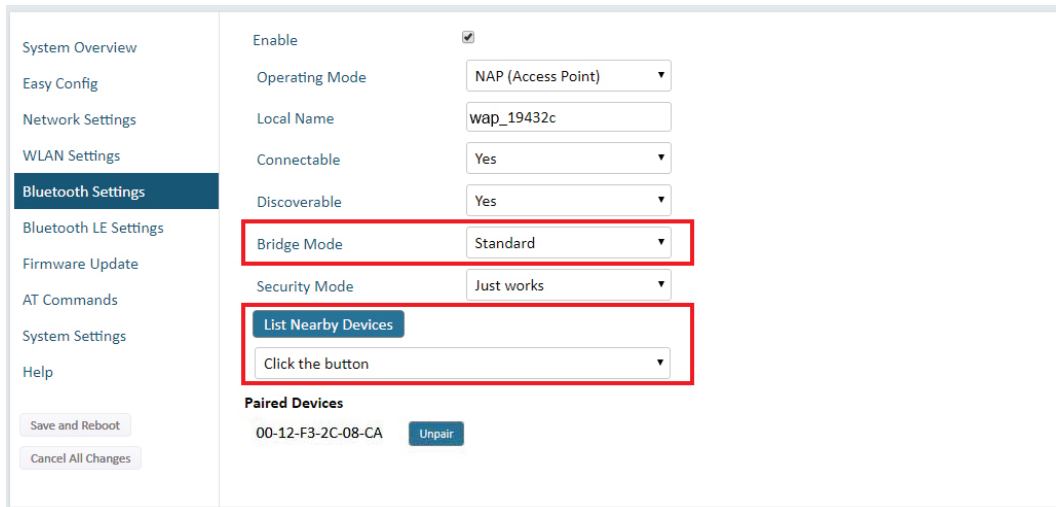 System Overview
Easy Config
Network Settings
WLAN Settings
Bluetooth Settings
Bluetooth LE Settings
Firmware Update
AT Commands
System Settings
Help
Save and Reboot
Cancel All Changes
Enable
Operating Mode NAP (Access Point)
Local Name wap_19432c
Connectable Yes
Discoverable Yes
Bridge Mode Standard
Security Mode Just works
List Nearby Devices
Click the button
Paired Devices
00-12-F3-2C-08-CA Unpair